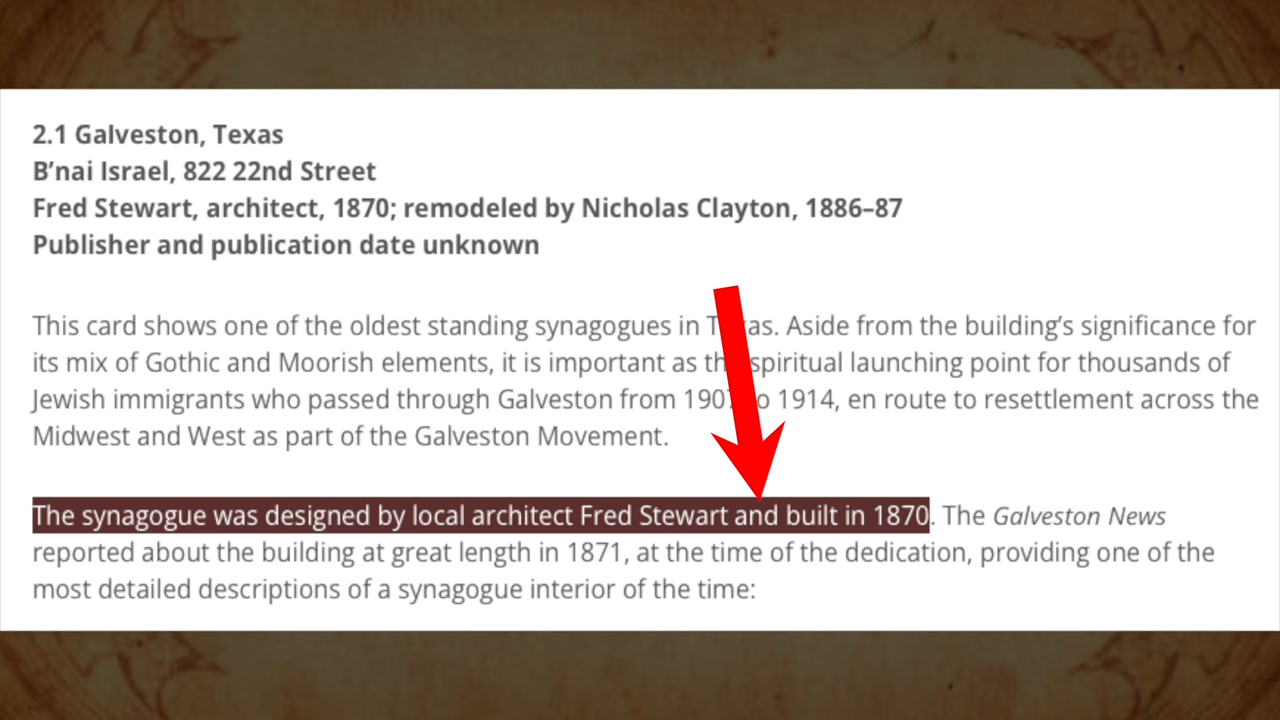 2.1 Galveston, Texas
B’nai Israel, 822 22nd Street
Fred Stewart, architect, 1870; remodeled by Nicholas Clayton, 1886–87
Publisher and publication date unknown
This card shows one of the oldest standing synagogues in Texas. Aside from the building’s significance for
its mix of Gothic and Moorish elements, it is important as the spiritual launching point for thousands of
Jewish immigrants who passed through Galveston from 1907 to 1914, en route to resettlement across the
Midwest and West as part of the Galveston Movement.
The synagogue was designed by local architect Fred Stewart and built in 1870. The Galveston News
reported about the building at great length in 1871, at the time of the dedication, providing one of the
most detailed descriptions of a synagogue interior of the time: